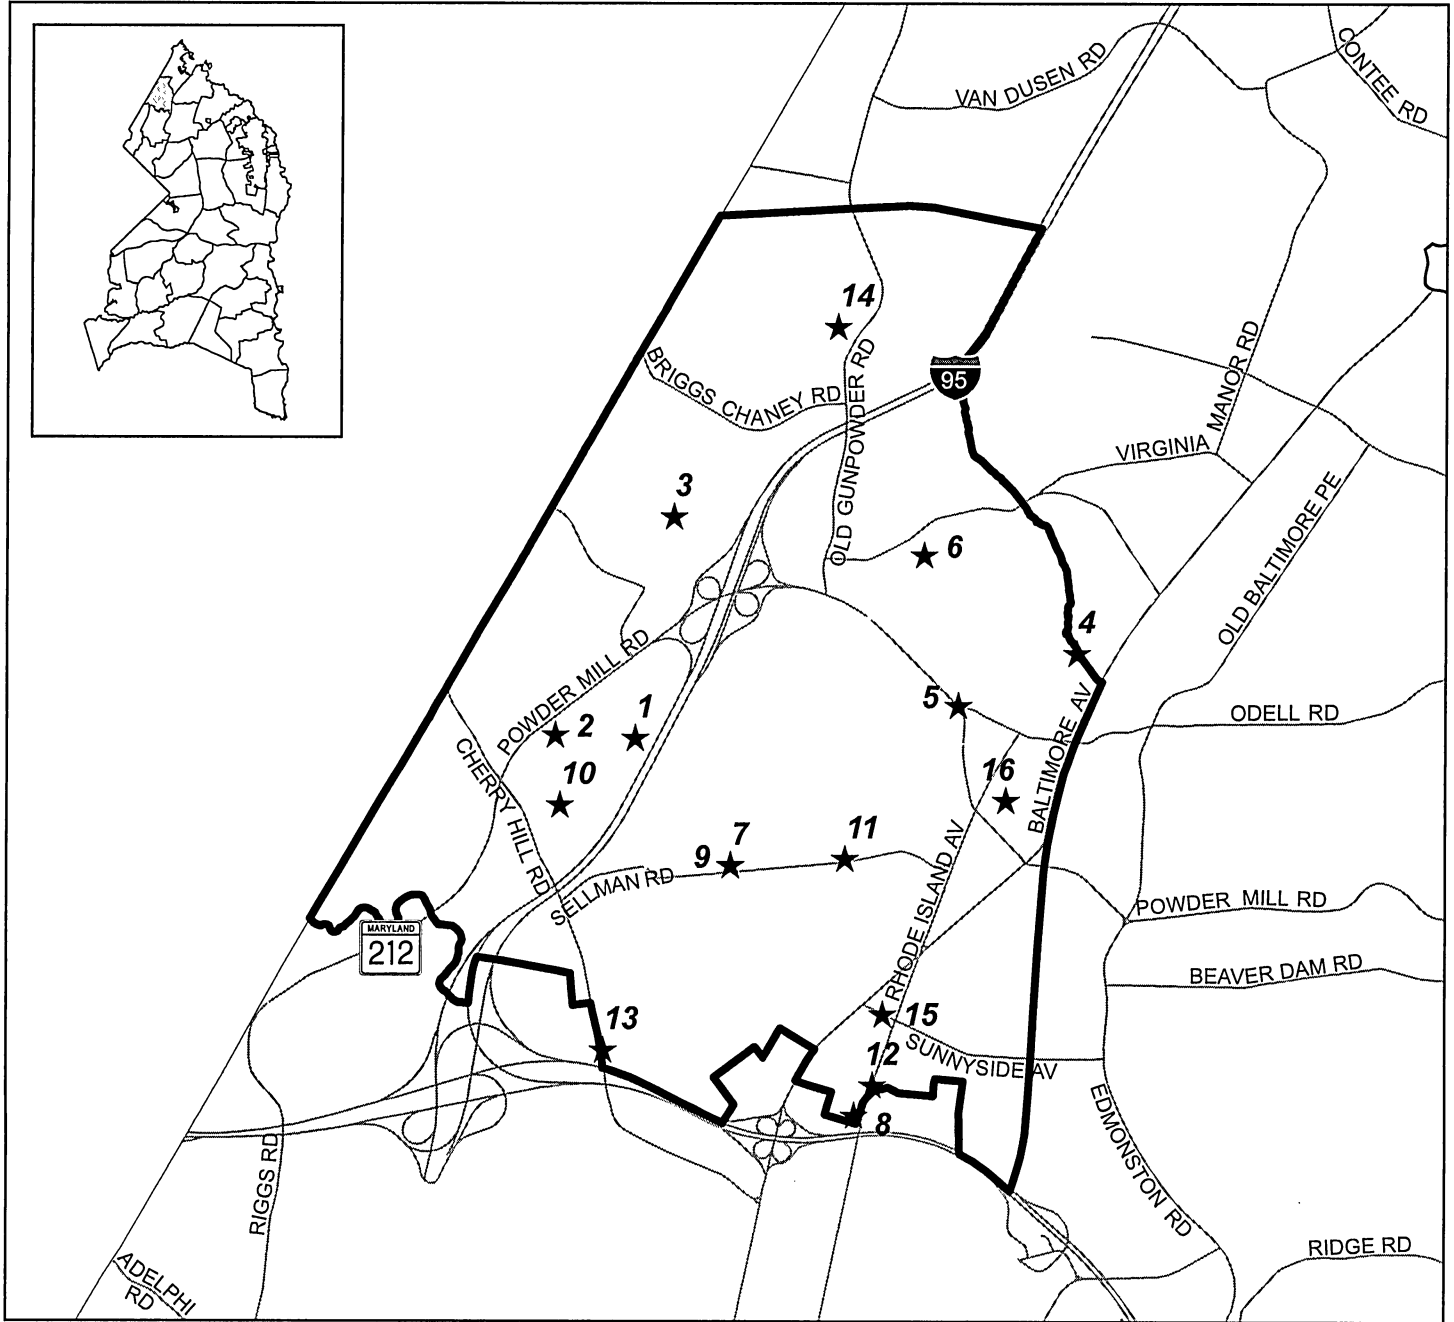 CONTEE RD
VAN DUSEN RD
14
BRIGGS CHANEY RD
OLD GUNPOWDER RD
95
MANOR RD
VIRGINIA
3
6
OLD BALTIMORE PE
4
POWDER MILL RD
5
2
1
ODELL RD
BALTIMORE AV
CHERRY HILL RD
10
16
7
9
11
SELLMAN RD
RHODE ISLAND AV
POWDER MILL RD
MARYLAND
212
BEAVER DAM RD
13
15
12
SUNNYSIDE AV
8
EDMONSTON RD
RIGGS RD
RIDGE RD
ADELPHI
RD